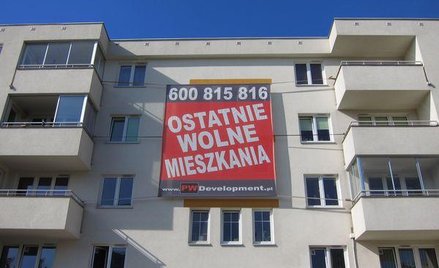 600 815 816
OSTATNIE
WOLNE
MIESZKANIA
www.PWDevelopment.pl